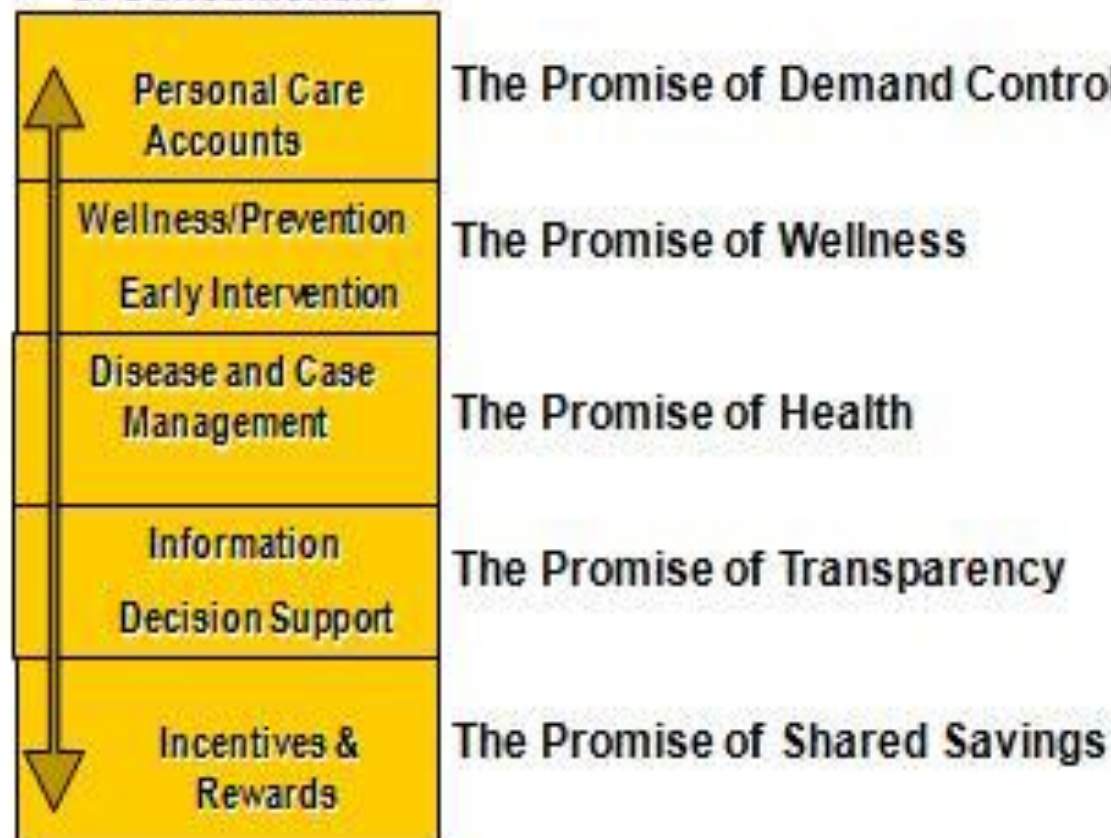 Personal Care
Accounts
The Promise of Demand Control
Wellness/Prevention
Early Intervention
The Promise of Wellness
Disease and Case
Management
The Promise of Health
Information
Decision Support
The Promise of Transparency
Incentives &
Rewards
The Promise of Shared Savings